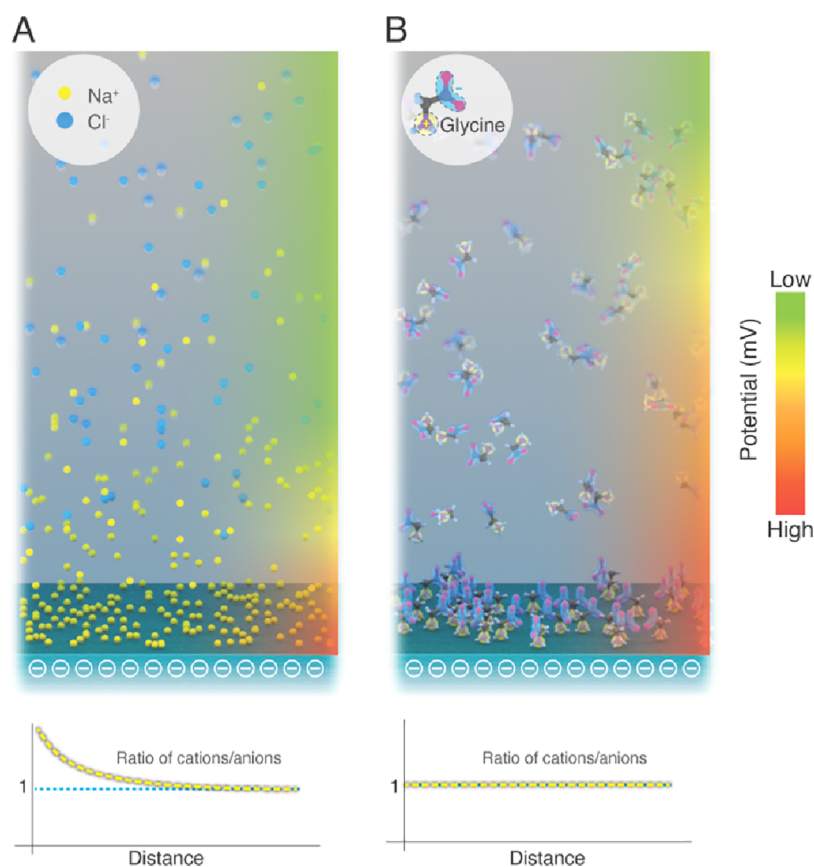 A
Na⁺
Cl⁻
⊖ ⊖ ⊖ ⊖ ⊖ ⊖ ⊖ ⊖ ⊖ ⊖ ⊖ ⊖ ⊖
Ratio of cations/anions
1
Distance
B
+ -
Glycine
⊖ ⊖ ⊖ ⊖ ⊖ ⊖ ⊖ ⊖ ⊖ ⊖ ⊖ ⊖ ⊖
Ratio of cations/anions
1
Distance
Low
Potential (mV)
High